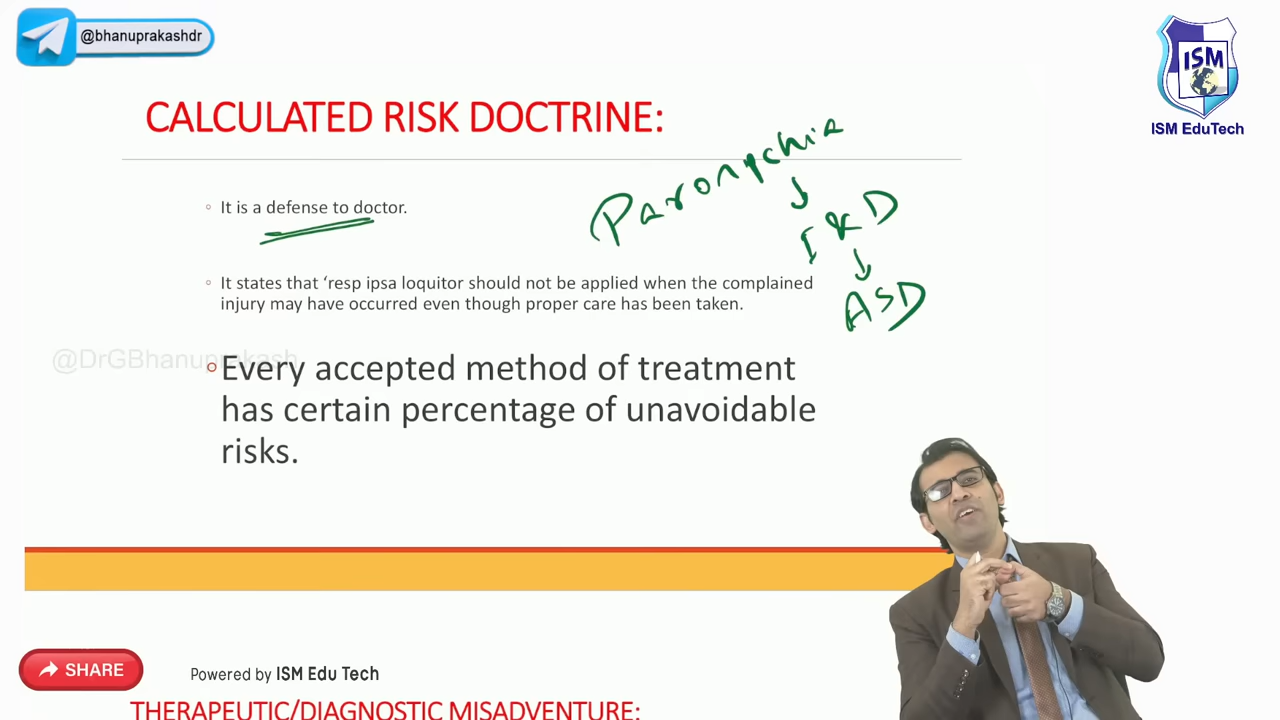 @bhanuprakashdr
ISM
ISM EduTech
CALCULATED RISK DOCTRINE:
It is a defense to doctor.
Paronychia
↓
I & D
↓
ASD
It states that ‘resp ipsa loquitor should not be applied when the complained
injury may have occurred even though proper care has been taken.
@DrGBhanuprakash
Every accepted method of treatment
has certain percentage of unavoidable
risks.
SHARE
Powered by ISM Edu Tech
THERAPEUTIC/DIAGNOSTIC MISADVENTURE: